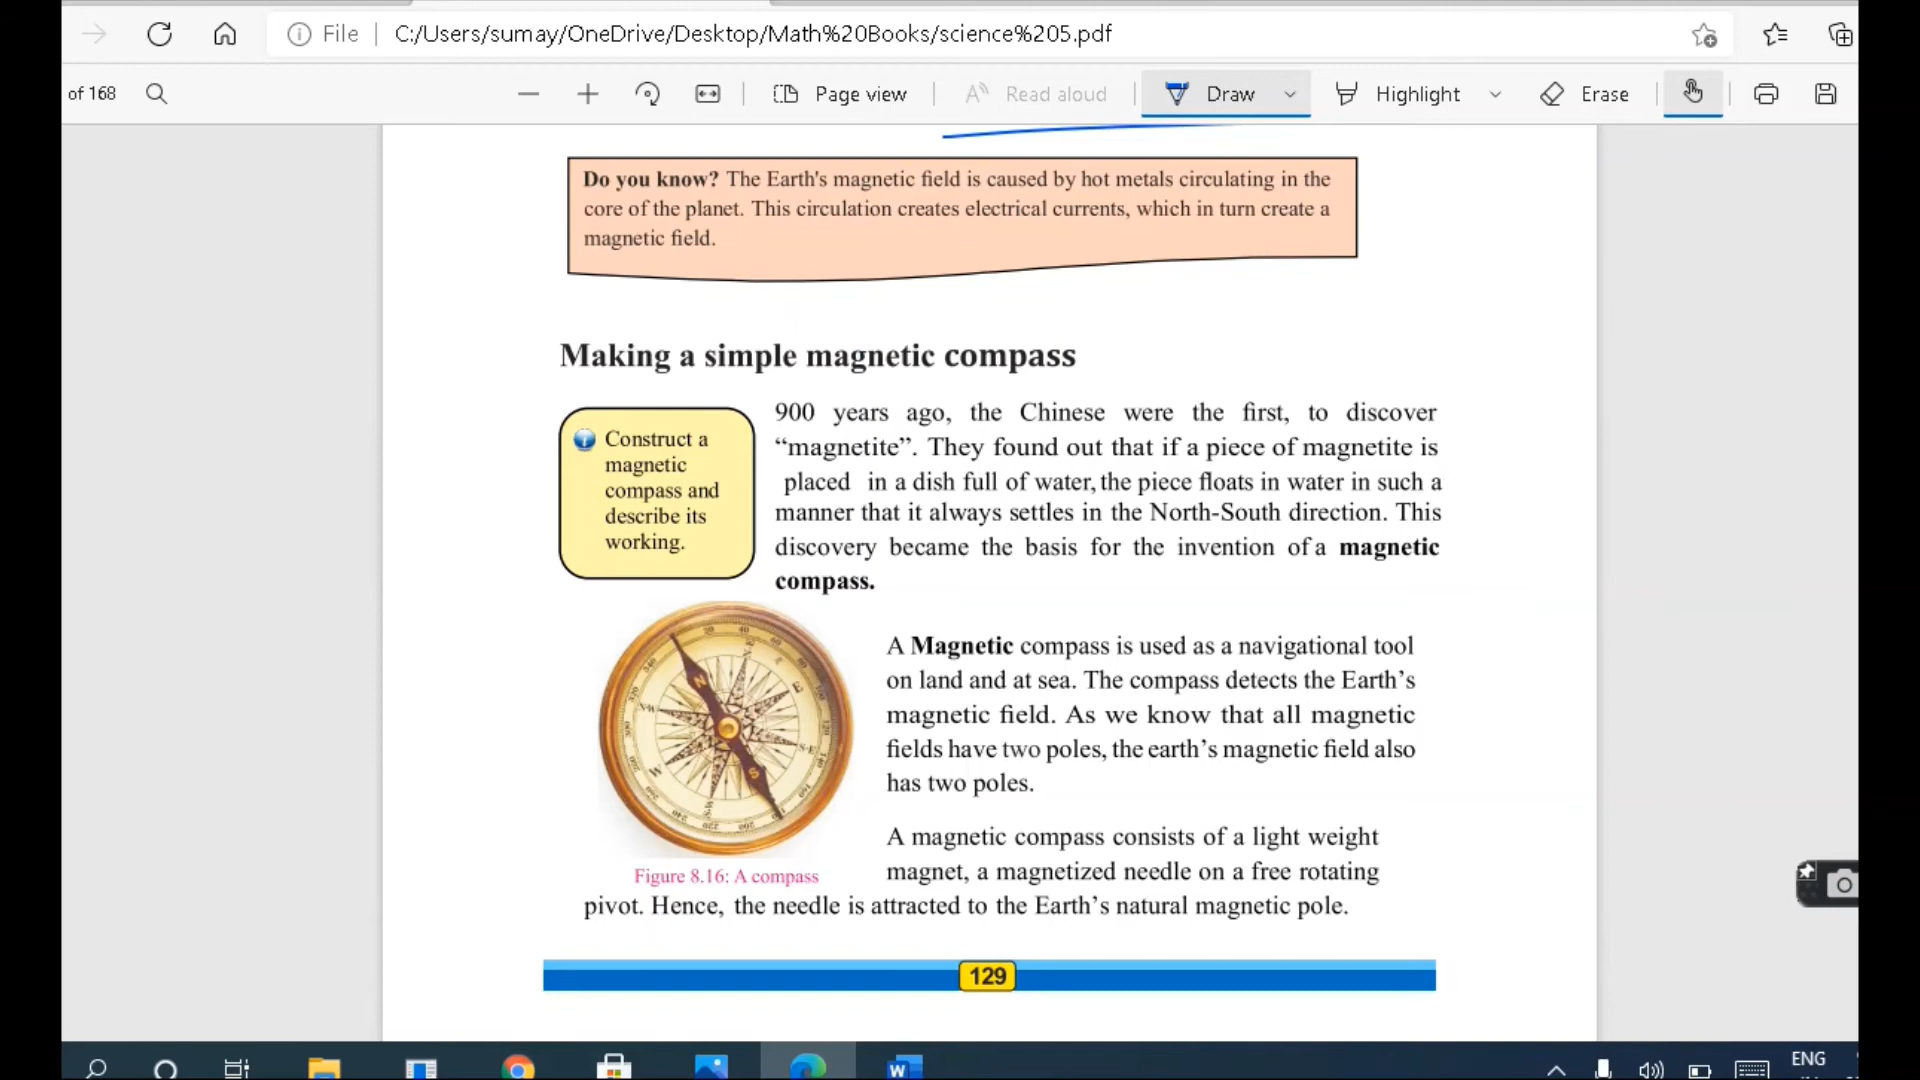 File
C:/Users/sumay/OneDrive/Desktop/Math%20Books/science%205.pdf
of 168
Page view
Read aloud
Draw
Highlight
Erase
Do you know? The Earth's magnetic field is caused by hot metals circulating in the
core of the planet. This circulation creates electrical currents, which in turn create a
magnetic field.
Making a simple magnetic compass
Construct a
magnetic
compass and
describe its
working.
900 years ago, the Chinese were the first, to discover
“magnetite”. They found out that if a piece of magnetite is
placed in a dish full of water, the piece floats in water in such a
manner that it always settles in the North-South direction. This
discovery became the basis for the invention of a magnetic
compass.
N
S
N-W
W
S-W
S-E
E
A Magnetic compass is used as a navigational tool
on land and at sea. The compass detects the Earth’s
magnetic field. As we know that all magnetic
fields have two poles, the earth’s magnetic field also
has two poles.
Figure 8.16: A compass
A magnetic compass consists of a light weight
magnet, a magnetized needle on a free rotating
pivot. Hence, the needle is attracted to the Earth’s natural magnetic pole.
129
ENG